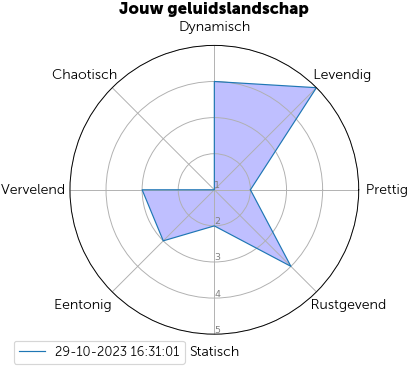 Jouw geluidslandschap
Dynamisch
Chaotisch
Levendig
Vervelend
1
Prettig
2
3
4
Eentonig
Rustgevend
5
29-10-2023 16:31:01
Statisch